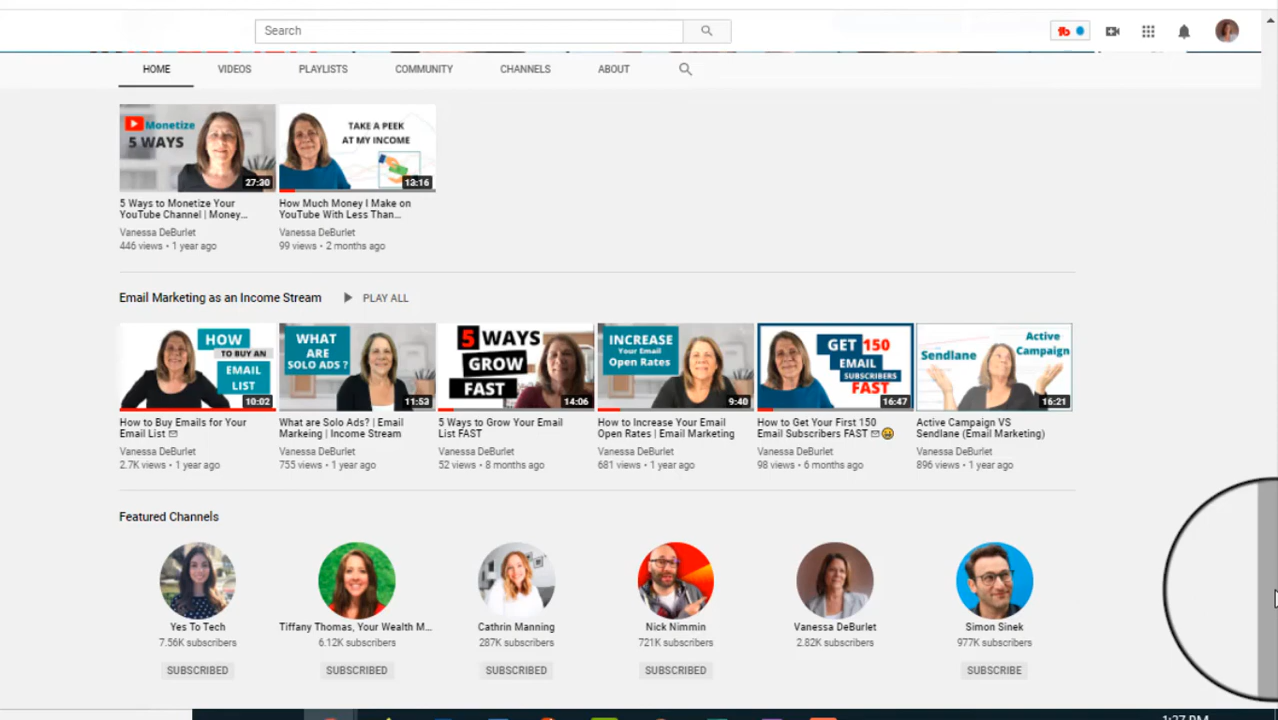 Search
HOME VIDEOS PLAYLISTS COMMUNITY CHANNELS ABOUT
Monetize
5 WAYS
27:30
TAKE A PEEK
AT MY INCOME
13:16
5 Ways to Monetize Your
YouTube Channel | Money...
Vanessa DeBurlet
446 views • 1 year ago
How Much Money I Make on
YouTube With Less Than...
Vanessa DeBurlet
99 views • 2 months ago
Email Marketing as an Income Stream PLAY ALL
HOW
TO BUY AN
EMAIL
LIST
10:02
WHAT
ARE
SOLO ADS ?
11:53
5 WAYS
GROW
FAST
14:06
INCREASE
Your Email
Open Rates
9:40
GET 150
EMAIL
SUBSCRIBERS
FAST
16:47
Active
Campaign
Sendlane
16:21
How to Buy Emails for Your
Email List ✉
Vanessa DeBurlet
2.7K views • 1 year ago
What are Solo Ads? | Email
Markeing | Income Stream
Vanessa DeBurlet
755 views • 1 year ago
5 Ways to Grow Your Email
List FAST
Vanessa DeBurlet
52 views • 8 months ago
How to Increase Your Email
Open Rates | Email Marketing
Vanessa DeBurlet
681 views • 1 year ago
How to Get Your First 150
Email Subscribers FAST ✉😀
Vanessa DeBurlet
98 views • 6 months ago
Active Campaign VS
Sendlane (Email Marketing)
Vanessa DeBurlet
896 views • 1 year ago
Featured Channels
Yes To Tech
7.56K subscribers
SUBSCRIBED
Tiffany Thomas, Your Wealth M...
6.12K subscribers
SUBSCRIBED
Cathrin Manning
287K subscribers
SUBSCRIBED
Nick Nimmin
721K subscribers
SUBSCRIBED
Vanessa DeBurlet
2.82K subscribers
Simon Sinek
977K subscribers
SUBSCRIBE
1:27 PM